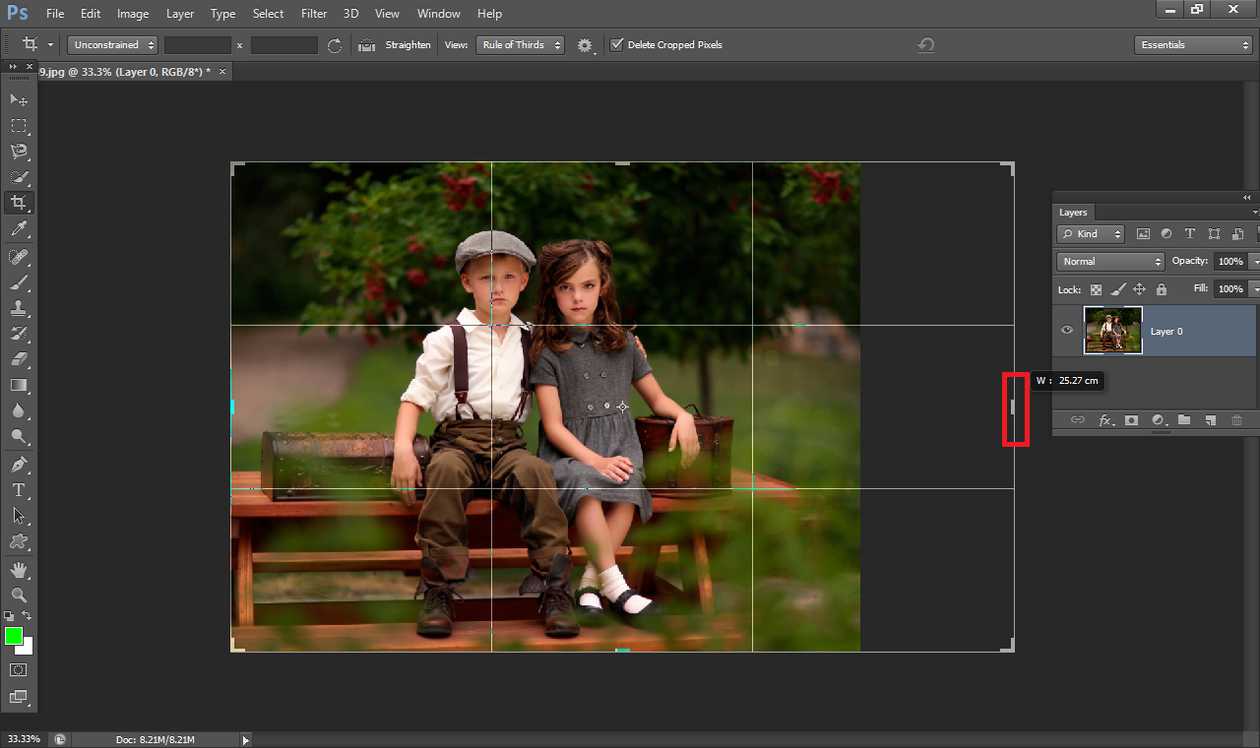 Ps File Edit Image Layer Type Select Filter 3D View Window Help
Unconstrained x Straighten View: Rule of Thirds Delete Cropped Pixels Essentials
9.jpg @ 33.3% (Layer 0, RGB/8*) * ×
Layers
Kind T
Normal Opacity: 100%
Lock: Fill: 100%
Layer 0
W : 25.27 cm
fx.
T
33.33% Doc: 8.21M/8.21M